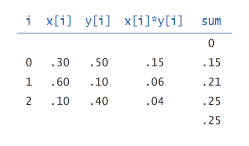 i x[i] y[i] x[i]*y[i] sum
0
0 .30 .50 .15 .15
1 .60 .10 .06 .21
2 .10 .40 .04 .25
.25